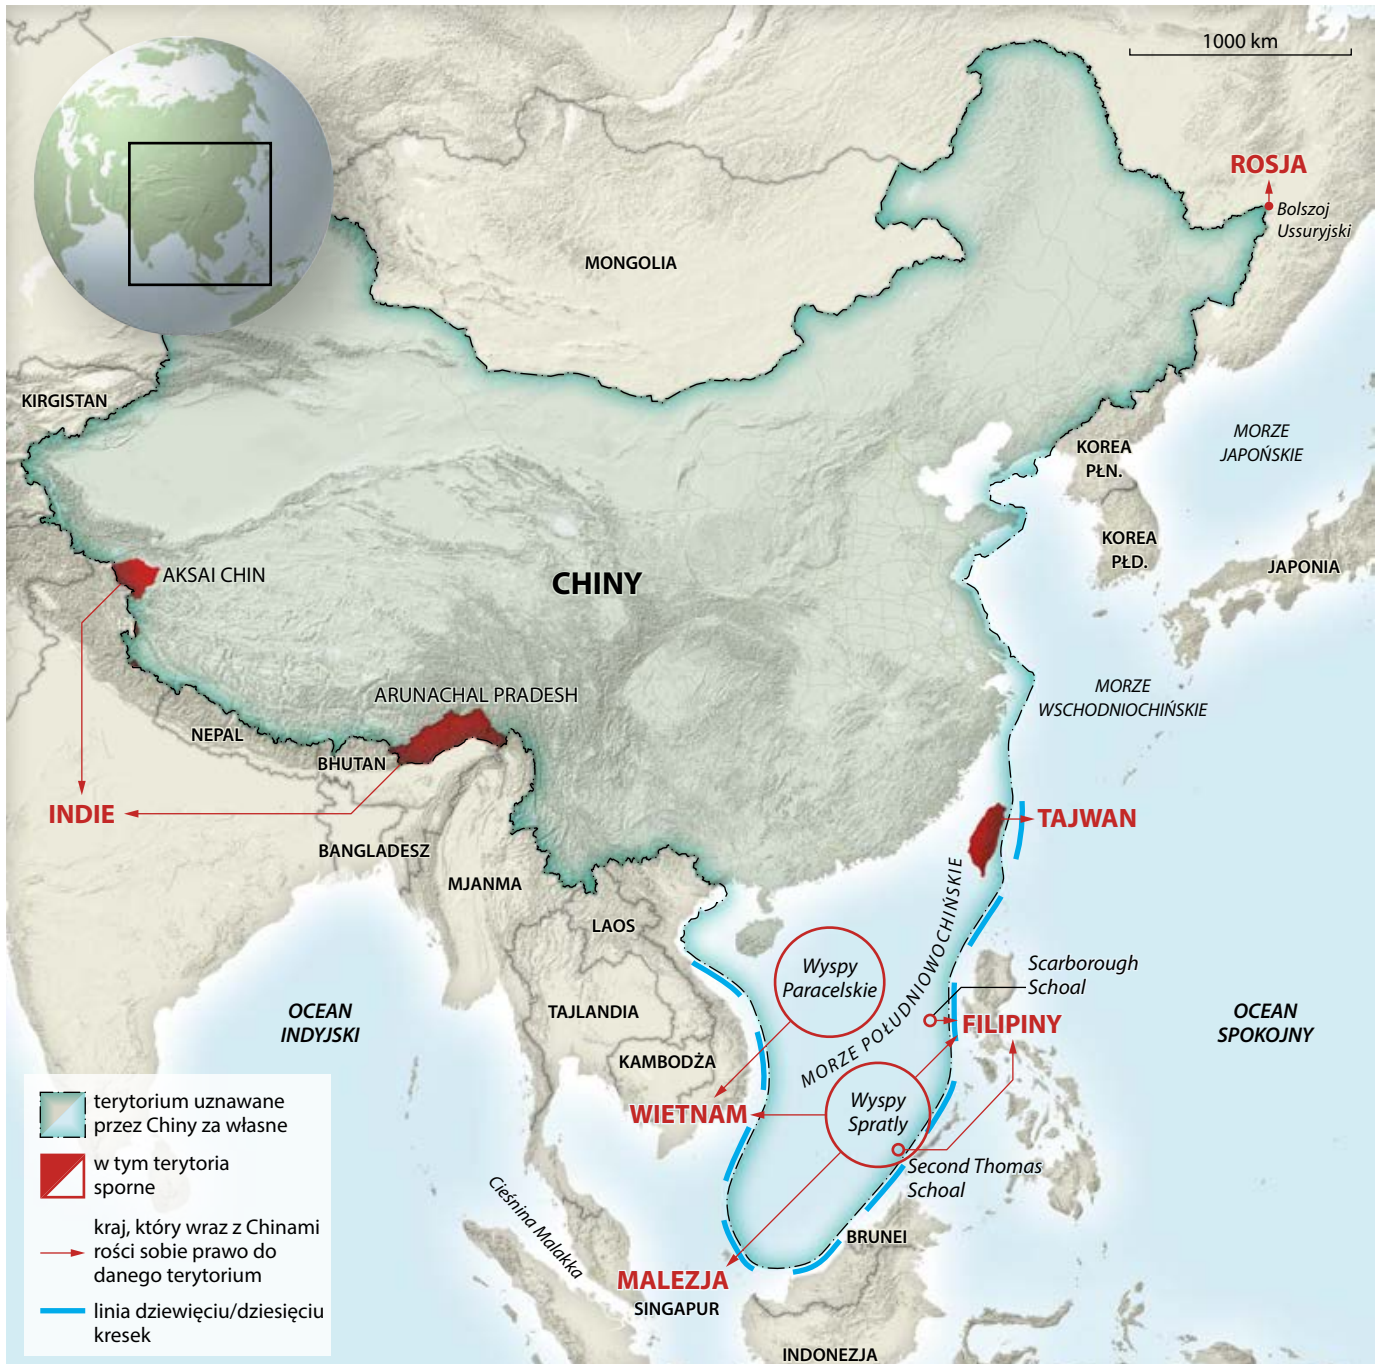 1000 km
ROSJA
Bolszoj
Ussuryjski
MONGOLIA
KIRGISTAN
MORZE
JAPOŃSKIE
KOREA
PŁN.
KOREA
PŁD.
JAPONIA
AKSAI CHIN
CHINY
ARUNACHAL PRADESH
MORZE
WSCHODNIOCHIŃSKIE
NEPAL
BHUTAN
INDIE
TAJWAN
BANGLADESZ
MJANMA
LAOS
MORZE POŁUDNIOWOCHIŃSKIE
Wyspy
Paracelskie
Scarborough
Schoal
OCEAN
INDYJSKI
TAJLANDIA
FILIPINY
OCEAN
SPOKOJNY
KAMBODŻA
WIETNAM
Wyspy
Spratly
Second Thomas
Schoal
Cieśnina Malakka
BRUNEI
MALEZJA
SINGAPUR
INDONEZJA
terytorium uznawane
przez Chiny za własne
w tym terytoria
sporne
kraj, który wraz z Chinami
rości sobie prawo do
danego terytorium
linia dziewięciu/dziesięciu
kresek